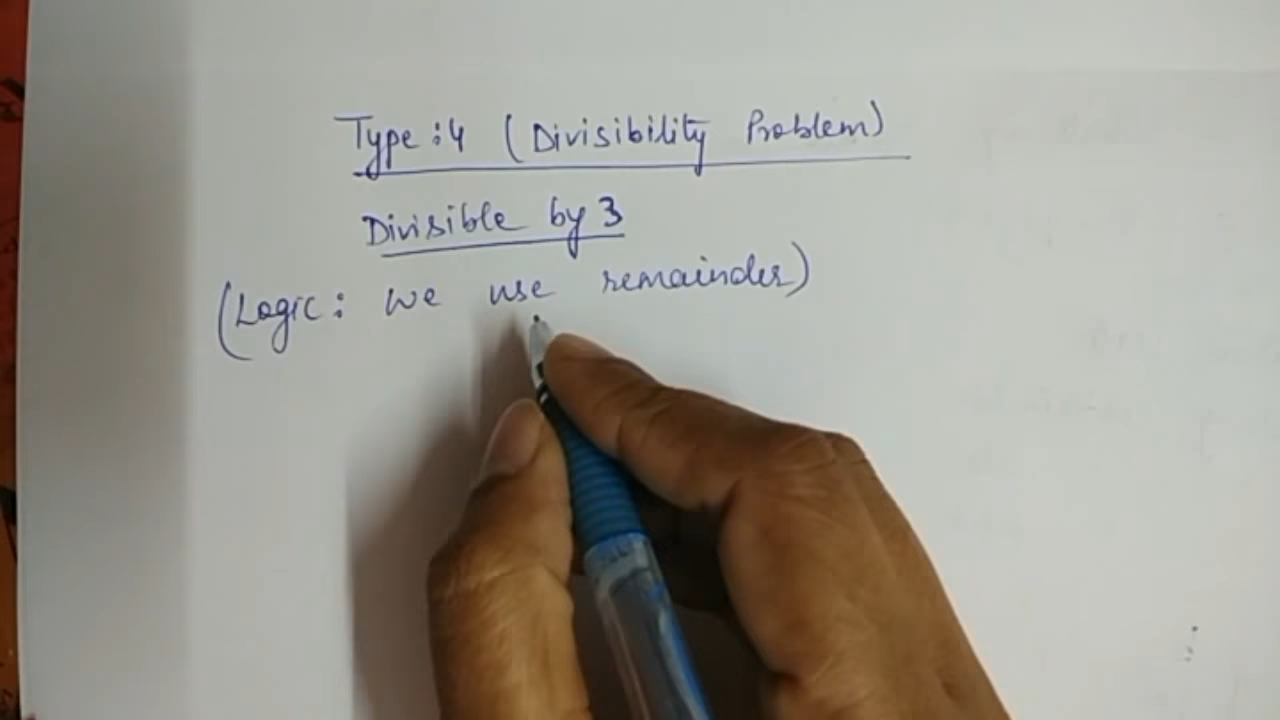 Type : 4 (Divisibility Problem)
Divisible by 3
(Logic : we use remainder)